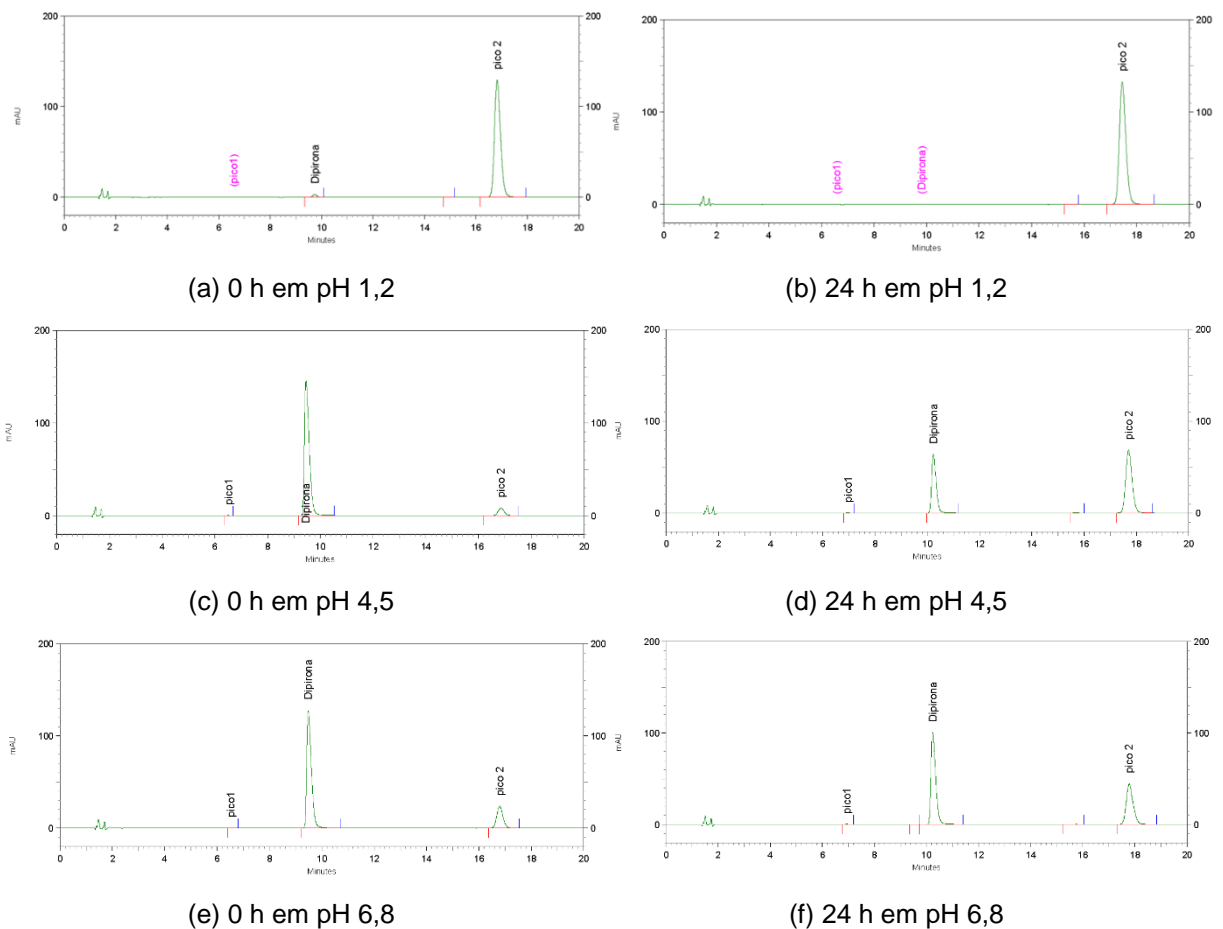 200
200
pico 2
(pico1)
Dipirona
100
100
mAU
mAU
0
0
0 2 4 6 8 10 12 14 16 18 20
Minutes
(a) 0 h em pH 1,2
200
200
pico 2
(pico1)
(Dipirona)
100
100
mAU
mAU
0
0
0 2 4 6 8 10 12 14 16 18 20
Minutes
(b) 24 h em pH 1,2
200
200
pico1
Dipirona
pico 2
100
100
mAU
mAU
0
0
0 2 4 6 8 10 12 14 16 18 20
Minutes
(c) 0 h em pH 4,5
200
200
pico1
Dipirona
pico 2
100
100
mAU
mAU
0
0
0 2 4 6 8 10 12 14 16 18 20
Minutes
(d) 24 h em pH 4,5
200
200
pico1
Dipirona
pico 2
100
100
mAU
mAU
0
0
0 2 4 6 8 10 12 14 16 18 20
Minutes
(e) 0 h em pH 6,8
200
200
pico1
Dipirona
pico 2
100
100
mAU
mAU
0
0
0 2 4 6 8 10 12 14 16 18 20
Minutes
(f) 24 h em pH 6,8